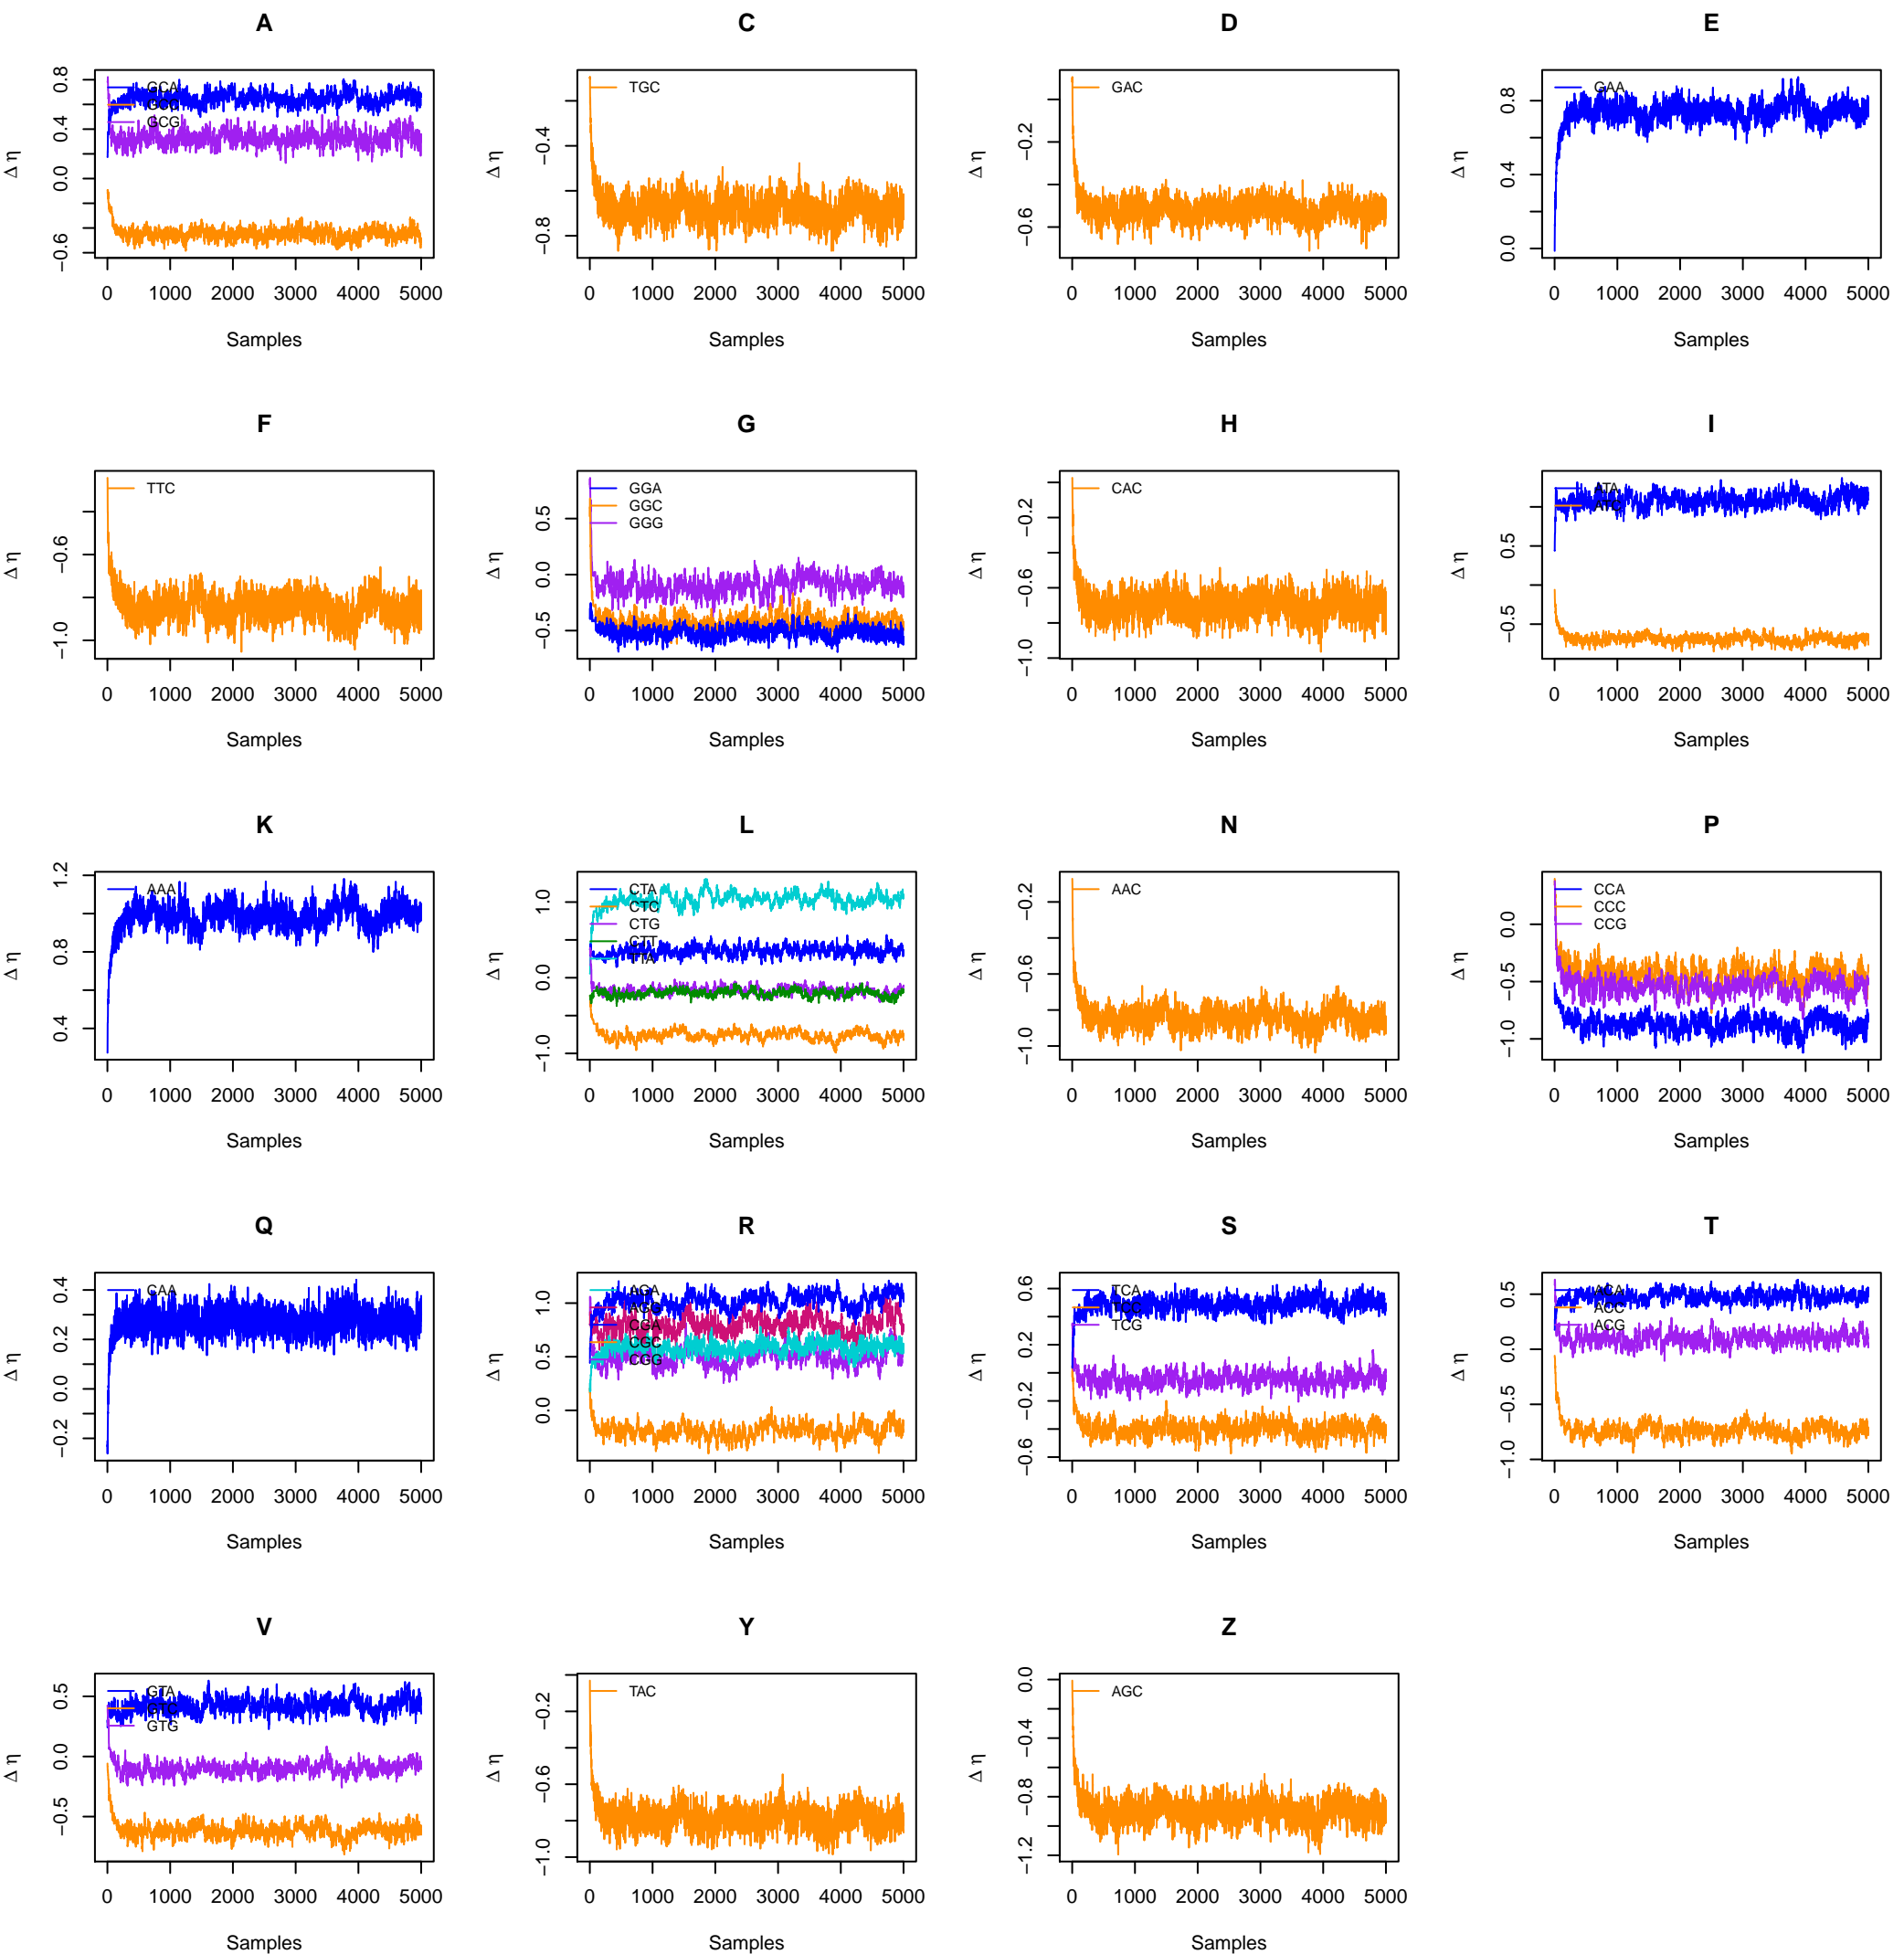 A
Δ η
0.8
0.4
0.0
−0.6
GCA
GCC
GCG
0 1000 2000 3000 4000 5000
Samples
C
Δ η
−0.4
−0.8
TGC
0 1000 2000 3000 4000 5000
Samples
D
Δ η
−0.2
−0.6
GAC
0 1000 2000 3000 4000 5000
Samples
E
Δ η
0.8
0.4
0.0
GAA
0 1000 2000 3000 4000 5000
Samples
F
Δ η
−0.6
−1.0
TTC
0 1000 2000 3000 4000 5000
Samples
G
Δ η
0.5
0.0
−0.5
GGA
GGC
GGG
0 1000 2000 3000 4000 5000
Samples
H
Δ η
−0.2
−0.6
−1.0
CAC
0 1000 2000 3000 4000 5000
Samples
I
Δ η
0.5
−0.5
ATA
ATC
0 1000 2000 3000 4000 5000
Samples
K
Δ η
1.2
0.8
0.4
AAA
0 1000 2000 3000 4000 5000
Samples
L
Δ η
1.0
0.0
−1.0
CTA
CTC
CTG
CTT
TTA
0 1000 2000 3000 4000 5000
Samples
N
Δ η
−0.2
−0.6
−1.0
AAC
0 1000 2000 3000 4000 5000
Samples
P
Δ η
0.0
−0.5
−1.0
CCA
CCC
CCG
0 1000 2000 3000 4000 5000
Samples
Q
Δ η
0.4
0.2
0.0
−0.2
CAA
0 1000 2000 3000 4000 5000
Samples
R
Δ η
1.0
0.5
0.0
AGA
AGG
CGA
CGC
CGG
0 1000 2000 3000 4000 5000
Samples
S
Δ η
0.6
0.2
−0.2
−0.6
TCA
TCC
TCG
0 1000 2000 3000 4000 5000
Samples
T
Δ η
0.5
0.0
−0.5
−1.0
ACA
ACC
ACG
0 1000 2000 3000 4000 5000
Samples
V
Δ η
0.5
0.0
−0.5
GTA
GTC
GTG
0 1000 2000 3000 4000 5000
Samples
Y
Δ η
−0.2
−0.6
−1.0
TAC
0 1000 2000 3000 4000 5000
Samples
Z
Δ η
0.0
−0.4
−0.8
−1.2
AGC
0 1000 2000 3000 4000 5000
Samples